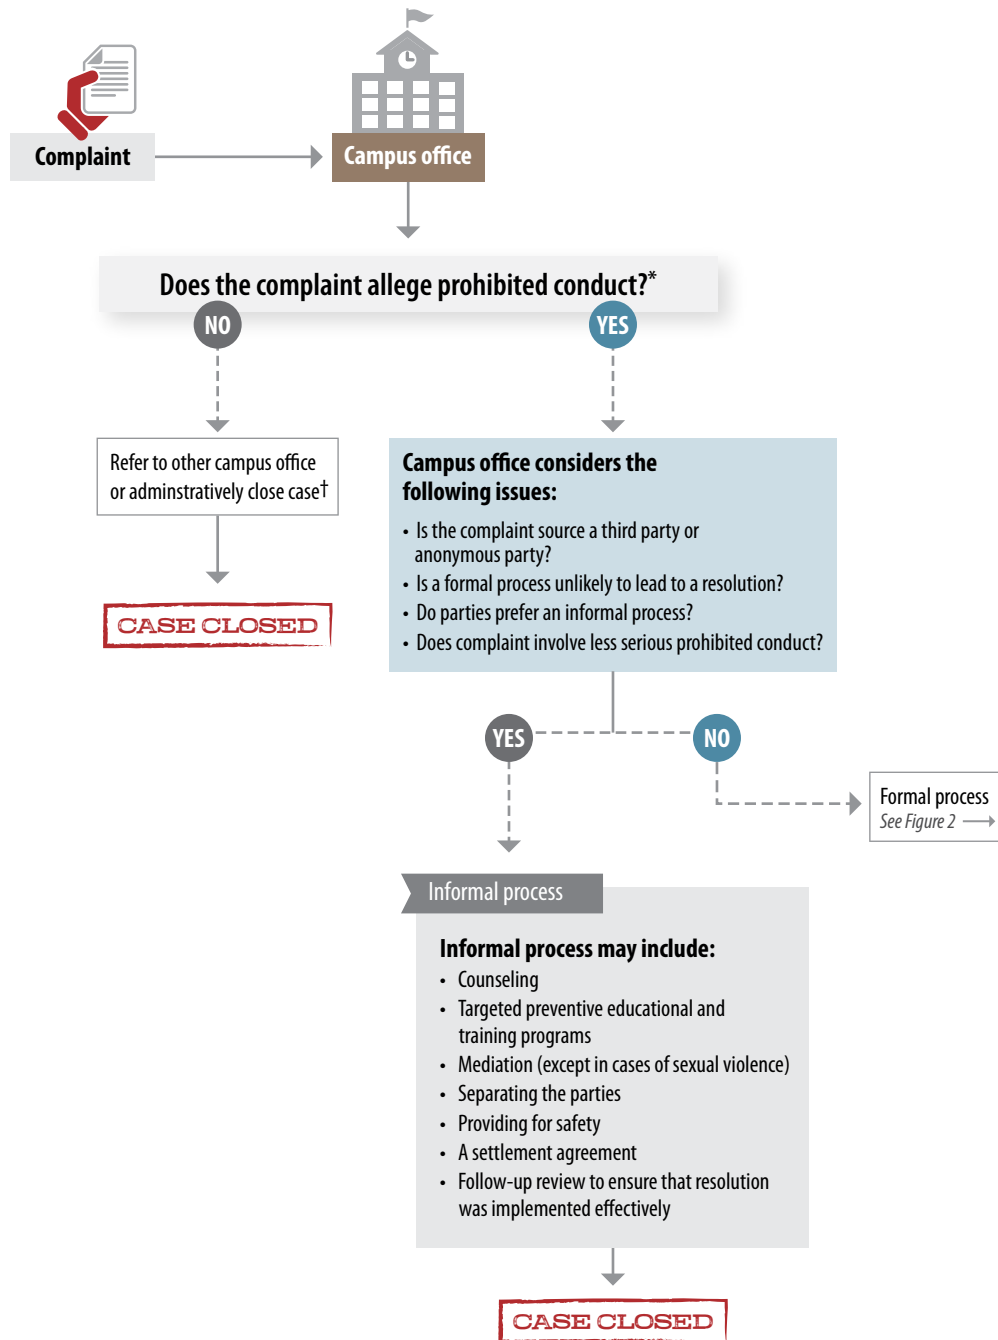 Complaint
Campus office
Does the complaint allege prohibited conduct?*
NO
YES
Refer to other campus office
or adminstratively close case†
CASE CLOSED
Campus office considers the
following issues:
• Is the complaint source a third party or
anonymous party?
• Is a formal process unlikely to lead to a resolution?
• Do parties prefer an informal process?
• Does complaint involve less serious prohibited conduct?
YES
NO
Formal process
See Figure 2
Informal process
Informal process may include:
• Counseling
• Targeted preventive educational and
training programs
• Mediation (except in cases of sexual violence)
• Separating the parties
• Providing for safety
• A settlement agreement
• Follow-up review to ensure that resolution
was implemented effectively
CASE CLOSED